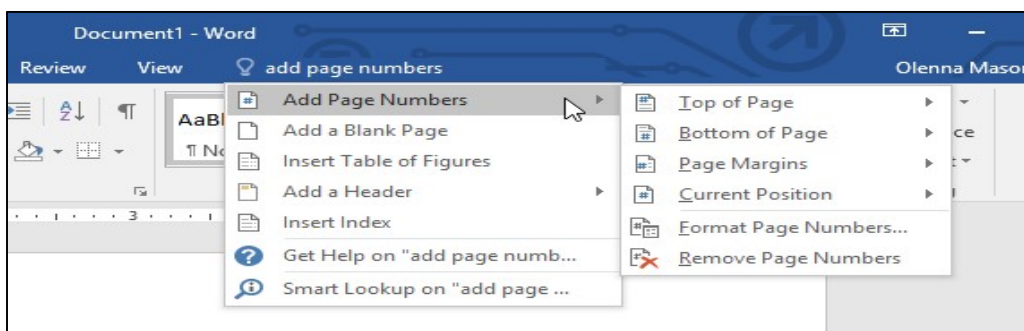 Document1 - Word
Review View add page numbers Olenna Mason
Add Page Numbers
Add a Blank Page
Insert Table of Figures
Add a Header
Insert Index
Get Help on "add page numb...
Smart Lookup on "add page ...
Top of Page
Bottom of Page
Page Margins
Current Position
Format Page Numbers...
Remove Page Numbers
AaBl
¶ No
A
Z
¶
ce
3